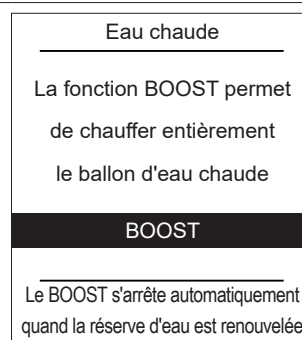 Eau chaude
La fonction BOOST permet
de chauffer entièrement
le ballon d'eau chaude
BOOST
Le BOOST s'arrête automatiquement
quand la réserve d'eau est renouvelée